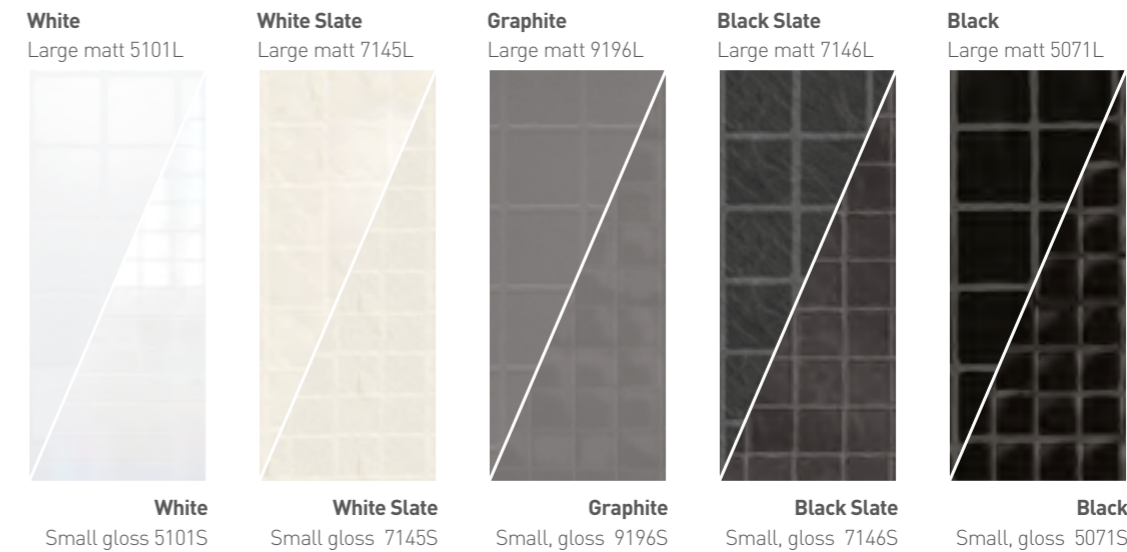 White
Large matt 5101L
White Slate
Large matt 7145L
Graphite
Large matt 9196L
Black Slate
Large matt 7146L
Black
Large matt 5071L
White
Small gloss 5101S
White Slate
Small gloss 7145S
Graphite
Small, gloss 9196S
Black Slate
Small, gloss 7146S
Black
Small, gloss 5071S